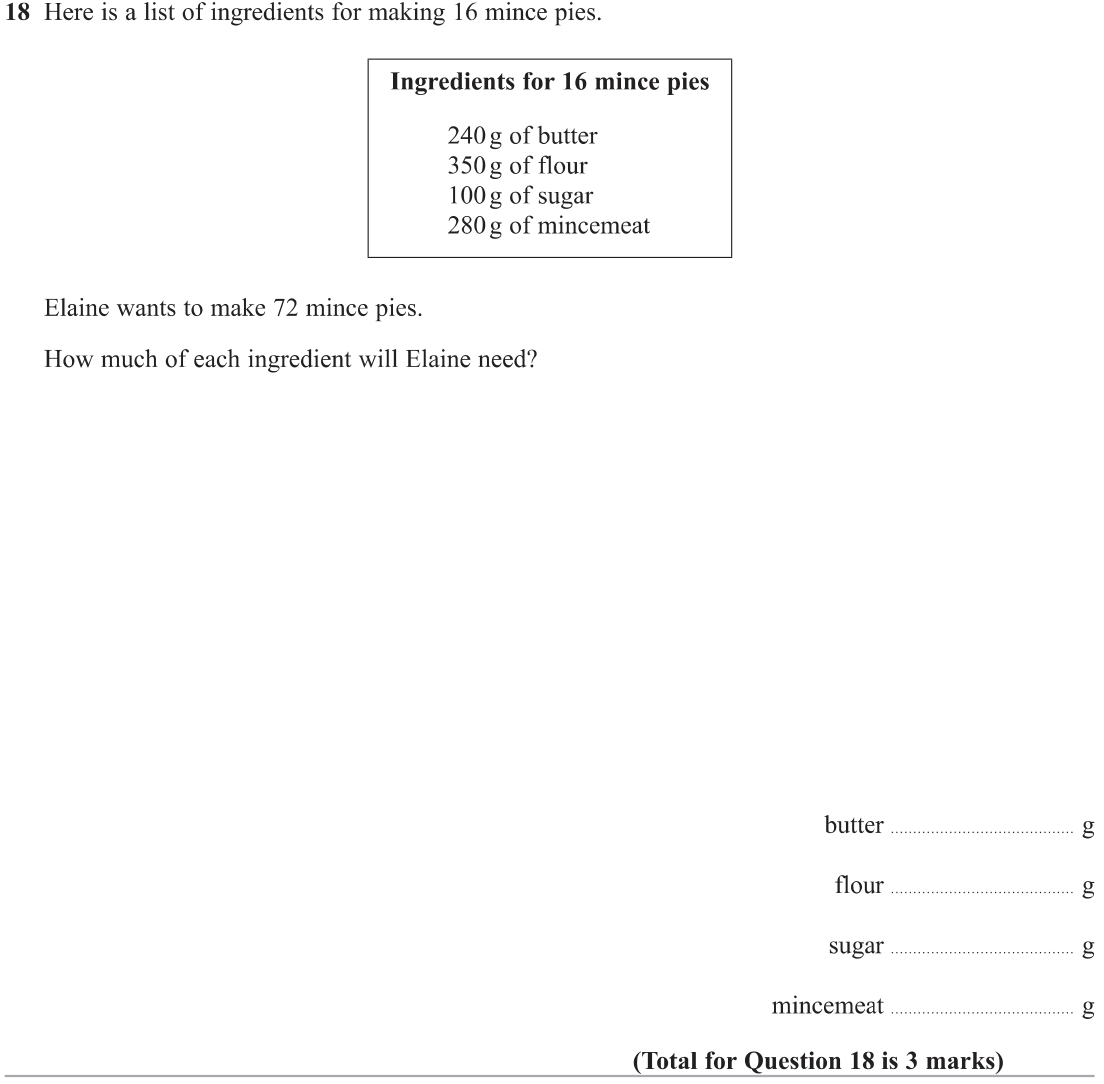 18 Here is a list of ingredients for making 16 mince pies.
Ingredients for 16 mince pies
240 g of butter
350 g of flour
100 g of sugar
280 g of mincemeat
Elaine wants to make 72 mince pies.
How much of each ingredient will Elaine need?
butter ......................................... g
flour ......................................... g
sugar ......................................... g
mincemeat ......................................... g
(Total for Question 18 is 3 marks)